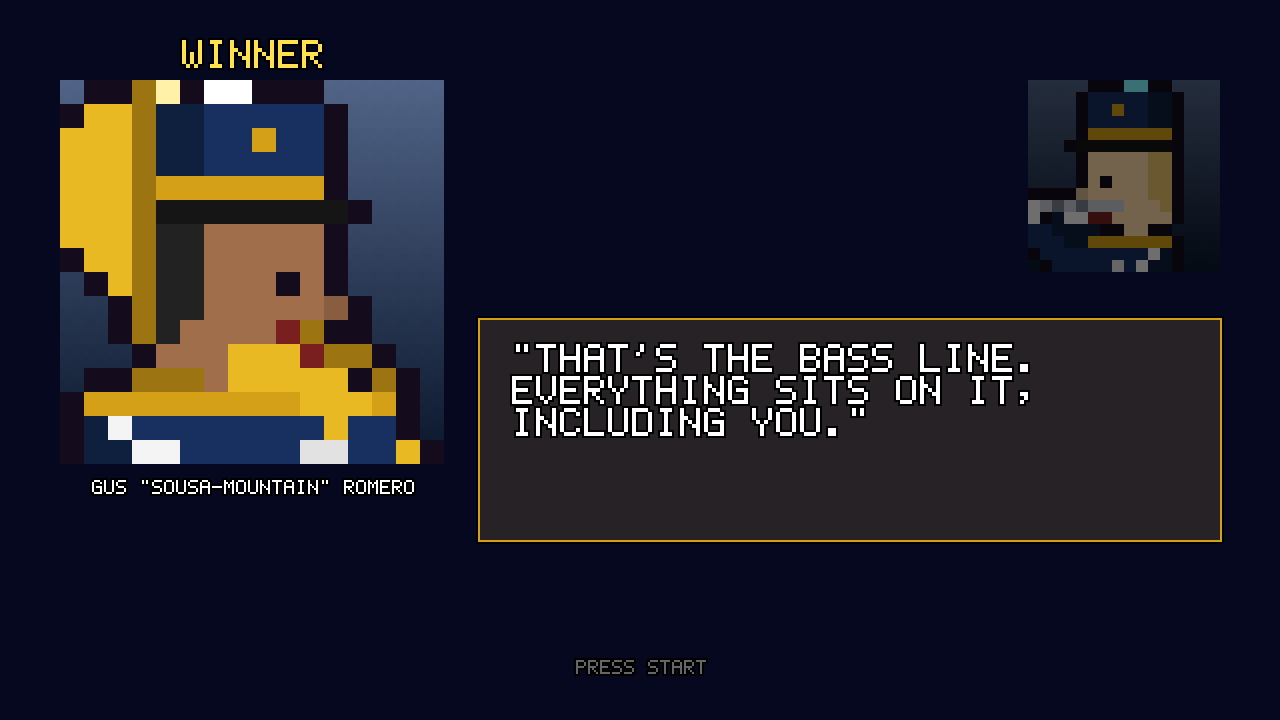 WINNER
GUS "SOUSA-MOUNTAIN" ROMERO
"THAT'S THE BASS LINE.
EVERYTHING SITS ON IT,
INCLUDING YOU."
PRESS START